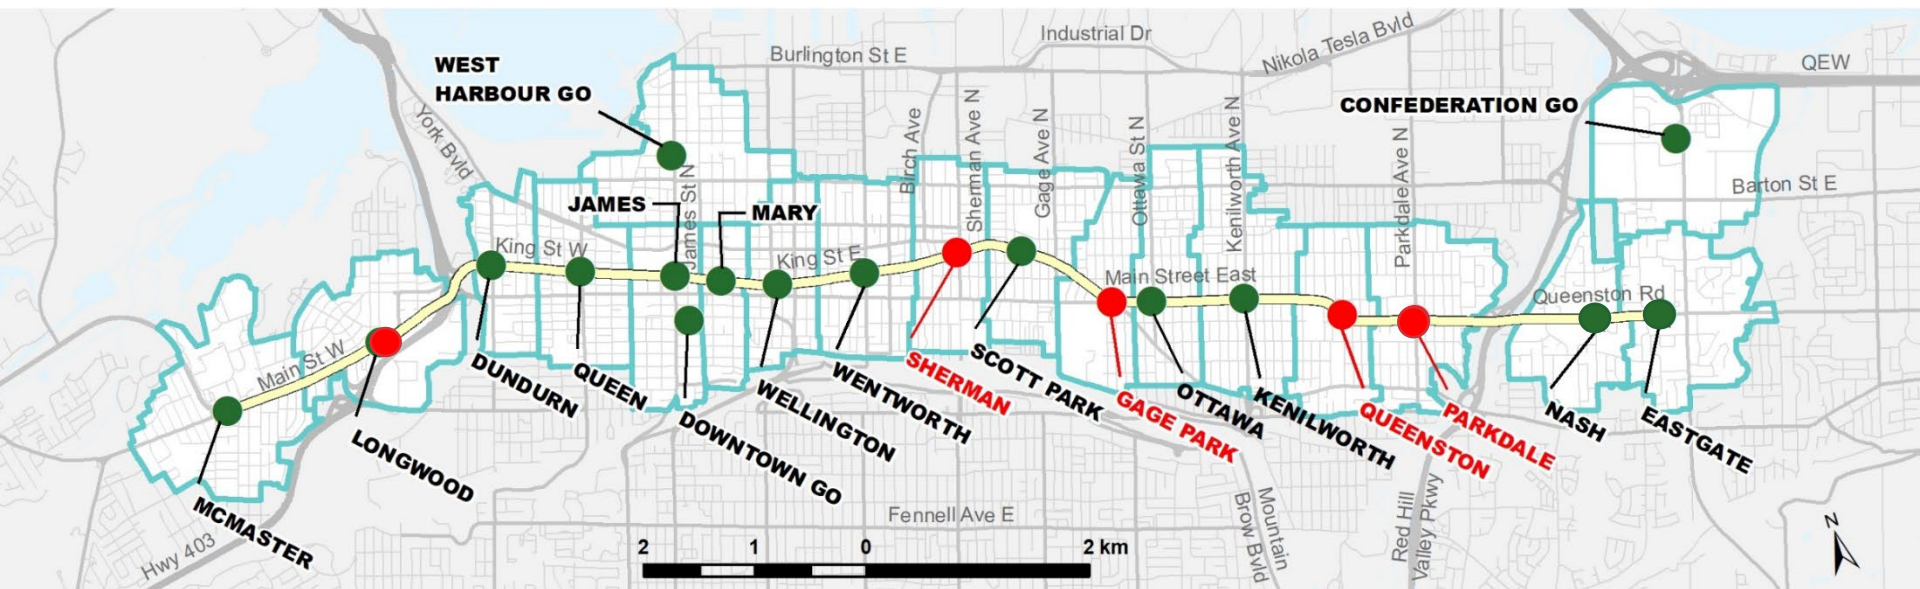 WEST
HARBOUR GO
Burlington St E
Industrial Dr
Nikola Tesla Bvld
QEW
CONFEDERATION GO
York Bvld
Birch Ave
Sherman Ave N
Gage Ave N
Ottawa St N
Kenilworth Ave N
Parkdale Ave N
Barton St E
JAMES
James St N
MARY
King St W
King St E
Main Street East
Queenston Rd
Main St W
MCMASTER
LONGWOOD
DUNDURN
QUEEN
DOWNTOWN GO
WELLINGTON
WENTWORTH
SHERMAN
SCOTT PARK
GAGE PARK
OTTAWA
KENILWORTH
QUEENSTON
PARKDALE
NASH
EASTGATE
Hwy 403
Fennell Ave E
Mountain
Brow Bvld
Red Hill
Valley Pkwy
2 1 0 2 km
N